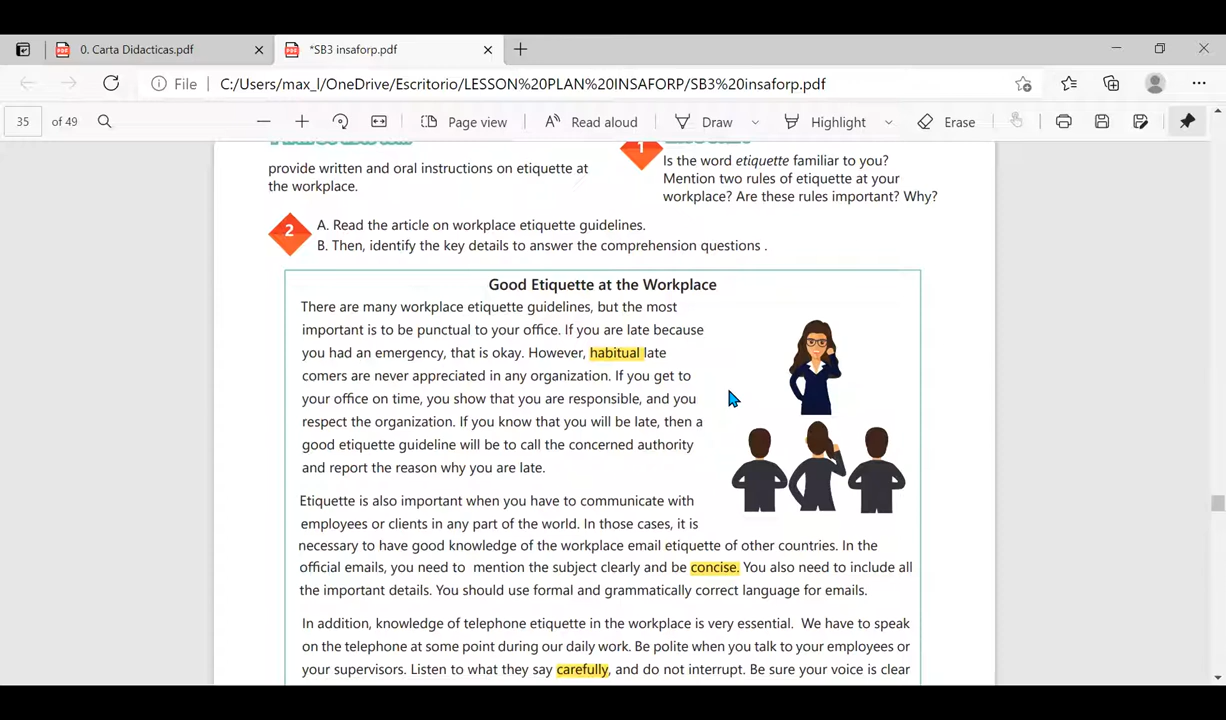 0. Carta Didacticas.pdf
*SB3 insaforp.pdf
File
C:/Users/max_l/OneDrive/Escritorio/LESSON%20PLAN%20INSAFORP/SB3%20insaforp.pdf
35 of 49
Page view
Read aloud
Draw
Highlight
Erase
provide written and oral instructions on etiquette at
the workplace.
1
Is the word etiquette familiar to you?
Mention two rules of etiquette at your
workplace? Are these rules important? Why?
2
A. Read the article on workplace etiquette guidelines.
B. Then, identify the key details to answer the comprehension questions .
Good Etiquette at the Workplace
There are many workplace etiquette guidelines, but the most
important is to be punctual to your office. If you are late because
you had an emergency, that is okay. However, habitual late
comers are never appreciated in any organization. If you get to
your office on time, you show that you are responsible, and you
respect the organization. If you know that you will be late, then a
good etiquette guideline will be to call the concerned authority
and report the reason why you are late.
Etiquette is also important when you have to communicate with
employees or clients in any part of the world. In those cases, it is
necessary to have good knowledge of the workplace email etiquette of other countries. In the
official emails, you need to mention the subject clearly and be concise. You also need to include all
the important details. You should use formal and grammatically correct language for emails.
In addition, knowledge of telephone etiquette in the workplace is very essential. We have to speak
on the telephone at some point during our daily work. Be polite when you talk to your employees or
your supervisors. Listen to what they say carefully, and do not interrupt. Be sure your voice is clear